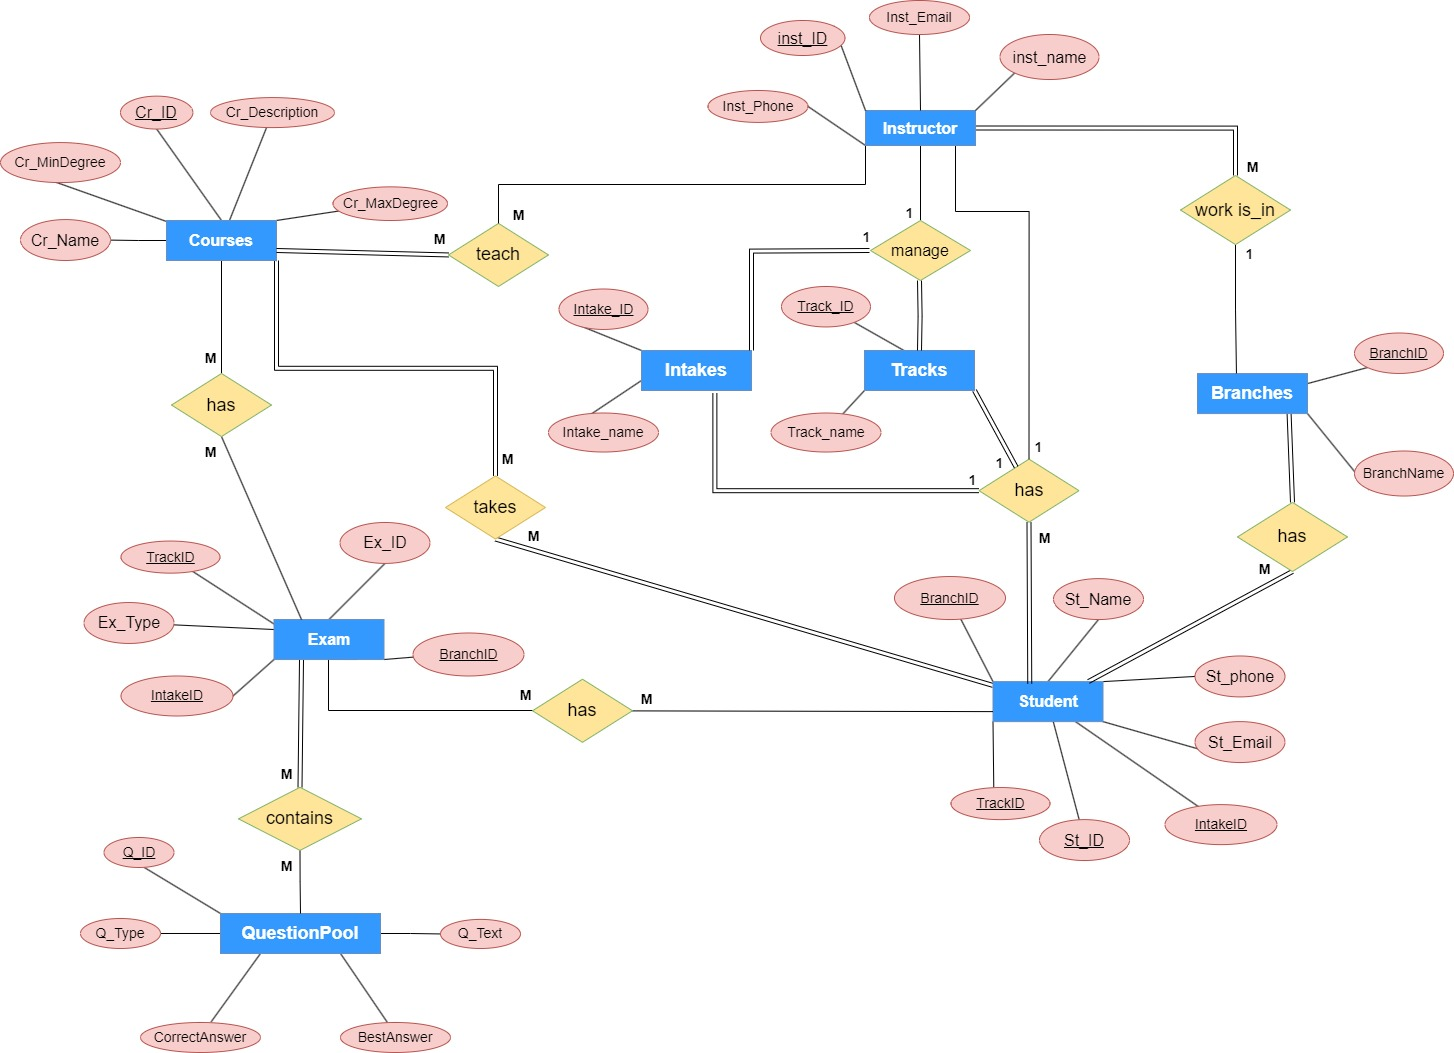 Inst_Email
inst_ID
inst_name
Inst_Phone
Instructor
Cr_ID
Cr_Description
Cr_MinDegree
Cr_MaxDegree
Cr_Name
Courses
M
M
teach
1
1
manage
M
work is_in
1
Intake_ID
Track_ID
Intakes
Tracks
Intake_name
Track_name
BranchID
Branches
BranchName
M
has
M
M
takes
M
1
1
1
has
M
has
M
TrackID
Ex_ID
Ex_Type
Exam
IntakeID
BranchID
M
has
M
BranchID
St_Name
St_phone
Student
St_Email
TrackID
St_ID
IntakeID
M
contains
M
Q_ID
Q_Type
QuestionPool
Q_Text
CorrectAnswer
BestAnswer